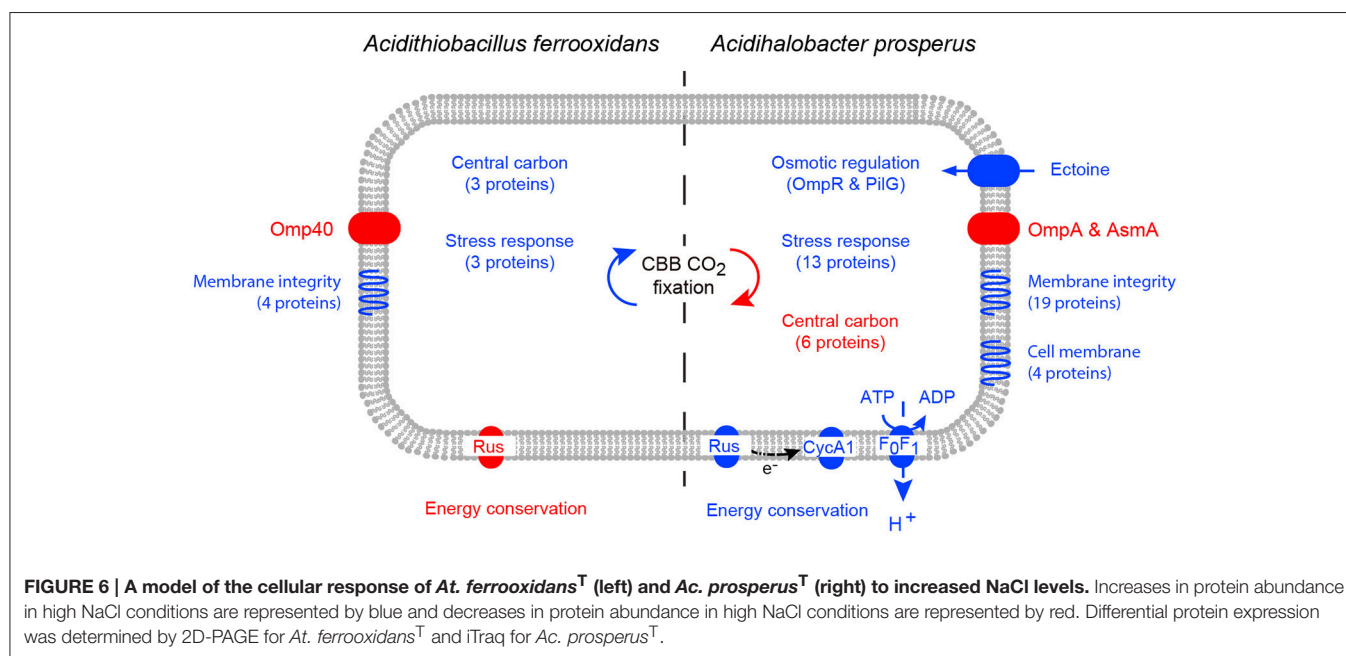 Acidithiobacillus ferrooxidans
Acidihalobacter prosperus
Central carbon
(3 proteins)
Osmotic regulation
(OmpR & PilG)
Ectoine
Omp40
OmpA & AsmA
Stress response
(3 proteins)
Stress response
(13 proteins)
CBB CO2
fixation
Membrane integrity
(4 proteins)
Membrane integrity
(19 proteins)
Central carbon
(6 proteins)
Cell membrane
(4 proteins)
ATP
ADP
Rus
Rus
e-
CycA1
F0F1
Energy conservation
Energy conservation
H+
FIGURE 6 | A model of the cellular response of At. ferrooxidansT (left) and Ac. prosperusT (right) to increased NaCl levels. Increases in protein abundance
in high NaCl conditions are represented by blue and decreases in protein abundance in high NaCl conditions are represented by red. Differential protein expression
was determined by 2D-PAGE for At. ferrooxidansT and iTraq for Ac. prosperusT.